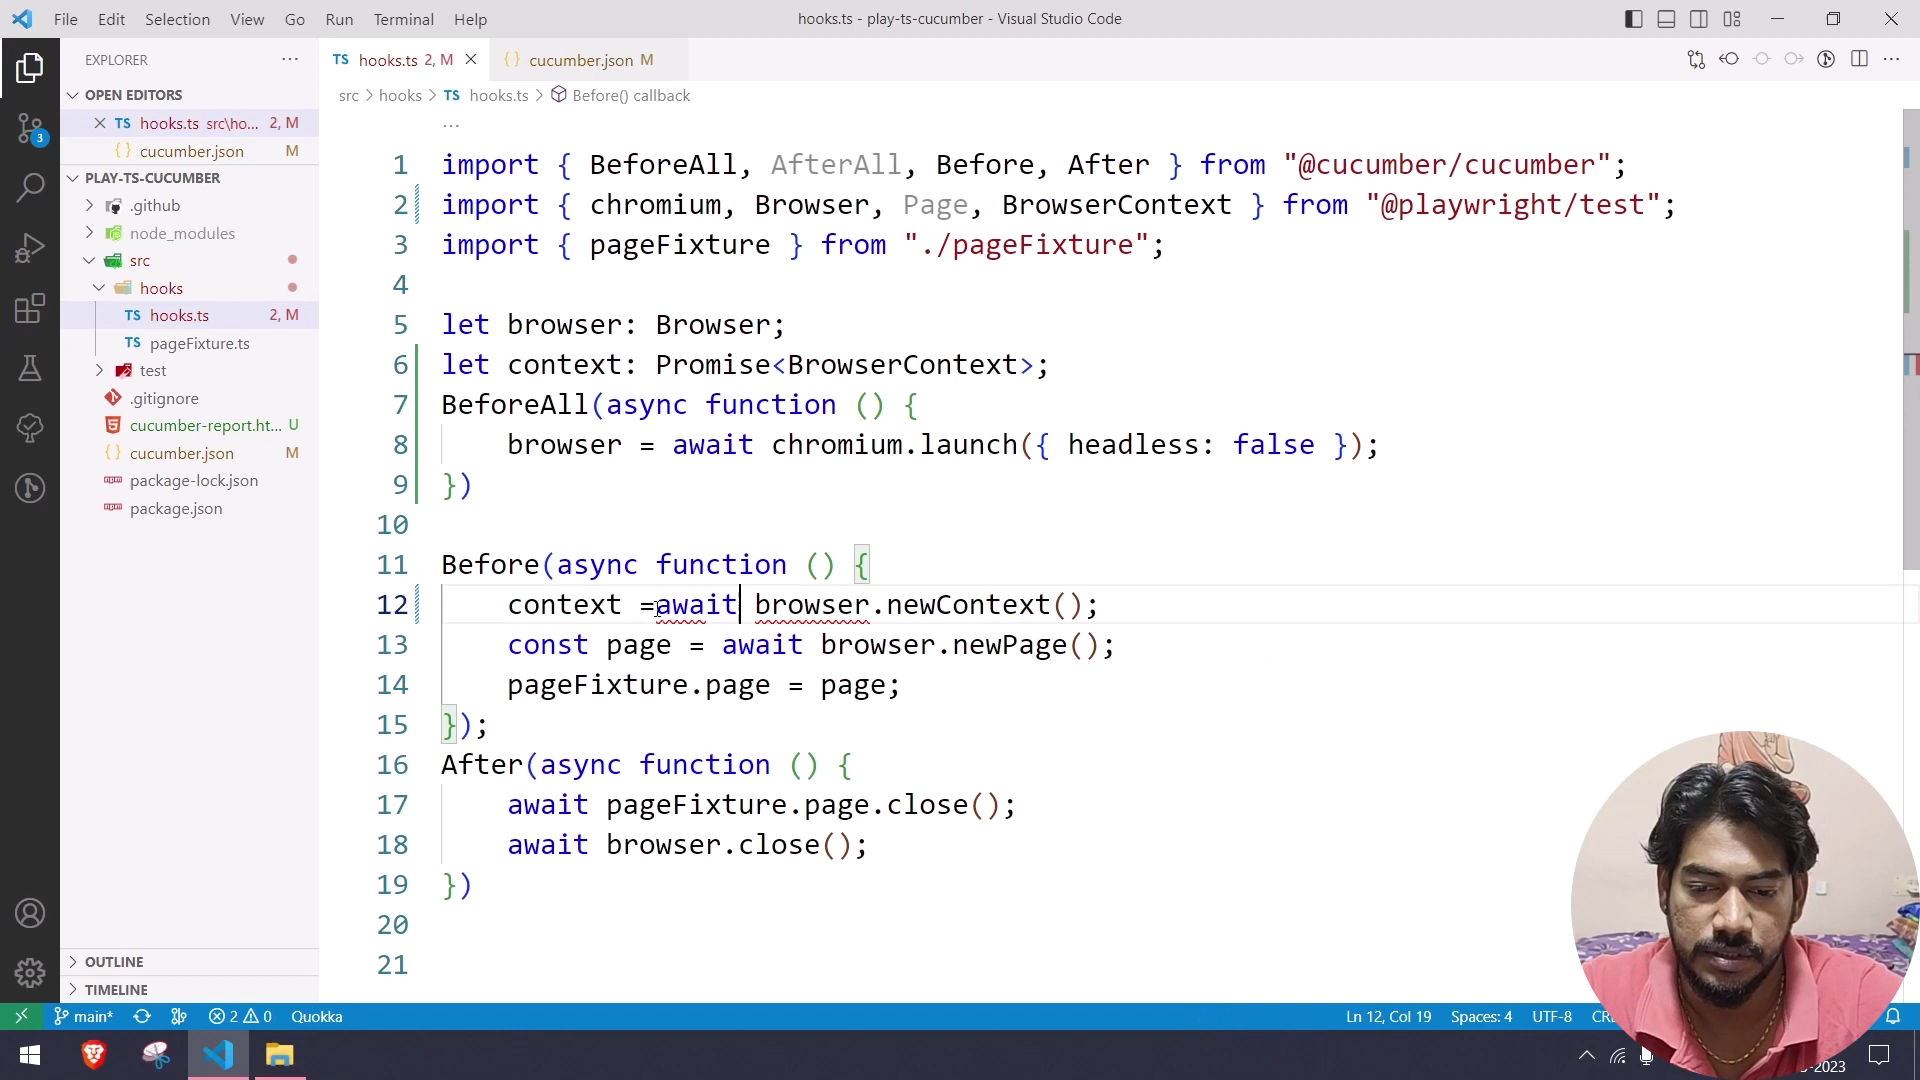 File Edit Selection View Go Run Terminal Help
hooks.ts - play-ts-cucumber - Visual Studio Code
EXPLORER
TS hooks.ts 2, M
{} cucumber.json M
src > hooks > TS hooks.ts > Before() callback
OPEN EDITORS
TS hooks.ts src\ho... 2, M
{} cucumber.json M
PLAY-TS-CUCUMBER
.github
node_modules
src
hooks
TS hooks.ts 2, M
TS pageFixture.ts
test
.gitignore
cucumber-report.ht... U
{} cucumber.json M
package-lock.json
package.json
OUTLINE
TIMELINE
...
1 import { BeforeAll, AfterAll, Before, After } from "@cucumber/cucumber";
2 import { chromium, Browser, Page, BrowserContext } from "@playwright/test";
3 import { pageFixture } from "./pageFixture";
4
5 let browser: Browser;
6 let context: Promise<BrowserContext>;
7 BeforeAll(async function () {
8     browser = await chromium.launch({ headless: false });
9 })
10
11 Before(async function () {
12     context =await browser.newContext();
13     const page = await browser.newPage();
14     pageFixture.page = page;
15 });
16 After(async function () {
17     await pageFixture.page.close();
18     await browser.close();
19 })
20
21
3
main* 2 0 Quokka
Ln 12, Col 19 Spaces: 4 UTF-8
2023